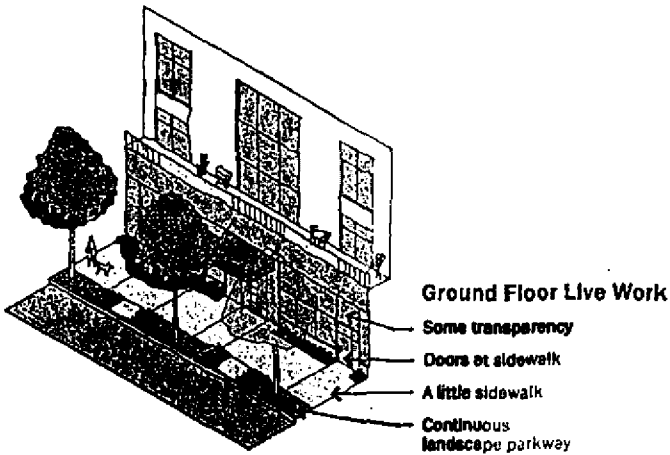 Ground Floor Live Work
Some transparency
Doors at sidewalk
A little sidewalk
Continuous
landscape parkway